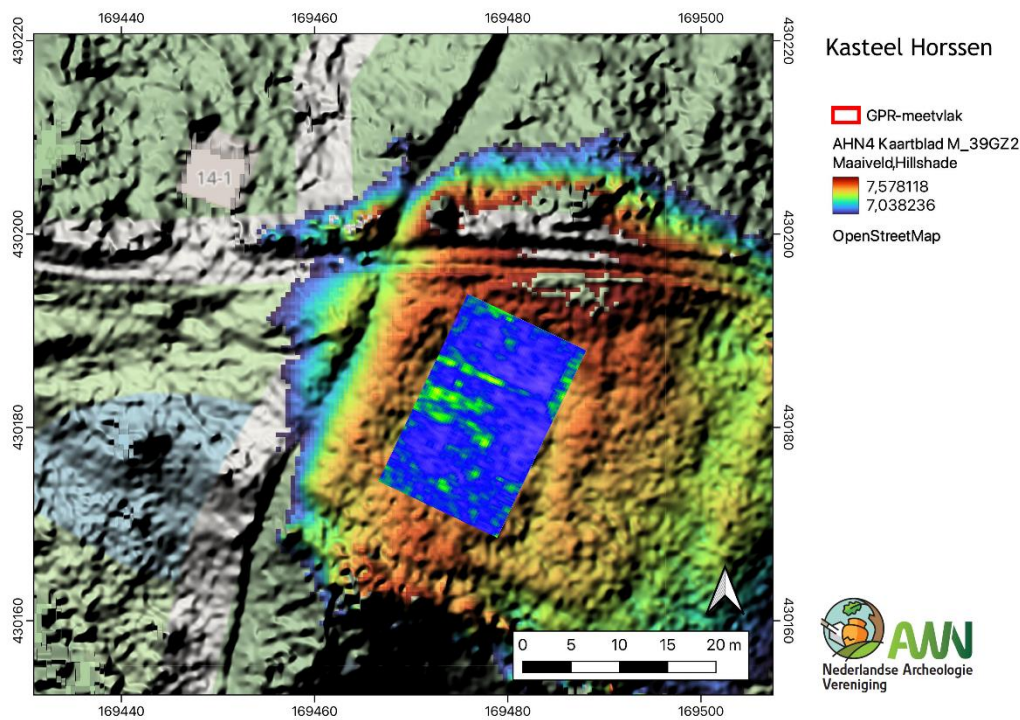 169440 169460 169480 169500
430220 430220
Kasteel Horssen
GPR-meetvlak
AHN4 Kaartblad M_39GZ2
Maaiveld,Hillshade
7,578118
7,038236
OpenStreetMap
14-1
430200 430200
430180 430180
430160 430160
0 5 10 15 20 m
169440 169460 169480 169500
AWN
Nederlandse Archeologie
Vereniging